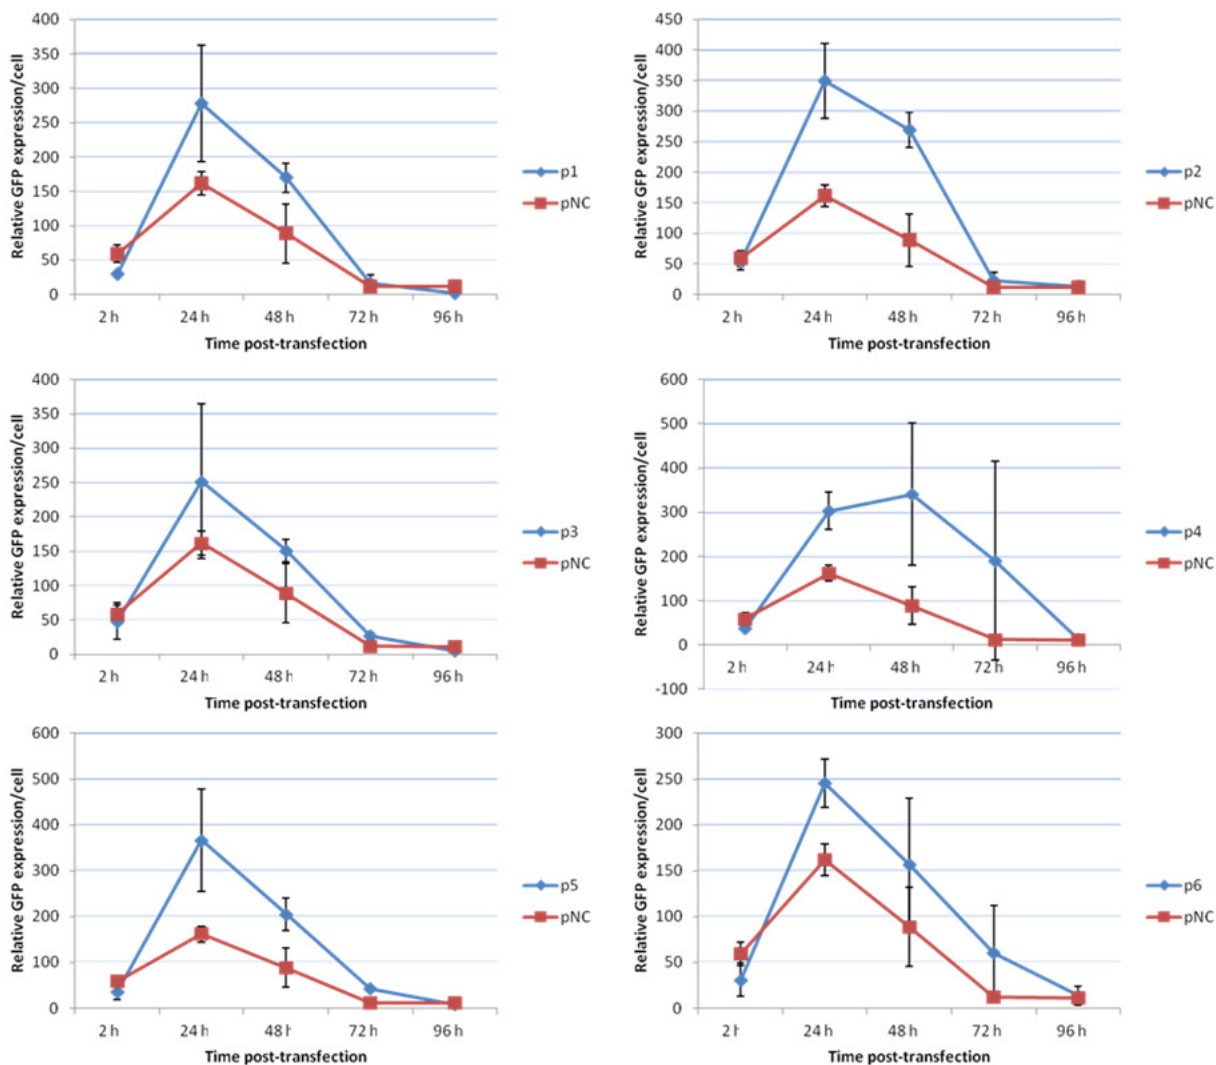 Relative GFP expression/cell
400
350
300
250
200
150
100
50
0
2 h 24 h 48 h 72 h 96 h
Time post-transfection
p1
pNC
Relative GFP expression/cell
450
400
350
300
250
200
150
100
50
0
2 h 24 h 48 h 72 h 96 h
Time post-transfection
p2
pNC
Relative GFP expression/cell
400
350
300
250
200
150
100
50
0
2 h 24 h 48 h 72 h 96 h
Time post-transfection
p3
pNC
Relative GFP expression/cell
600
500
400
300
200
100
0
-100
2 h 24 h 48 h 72 h 96 h
Time post-transfection
p4
pNC
Relative GFP expression/cell
600
500
400
300
200
100
0
2 h 24 h 48 h 72 h 96 h
Time post-transfection
p5
pNC
Relative GFP expression/cell
300
250
200
150
100
50
0
2 h 24 h 48 h 72 h 96 h
Time post-transfection
p6
pNC